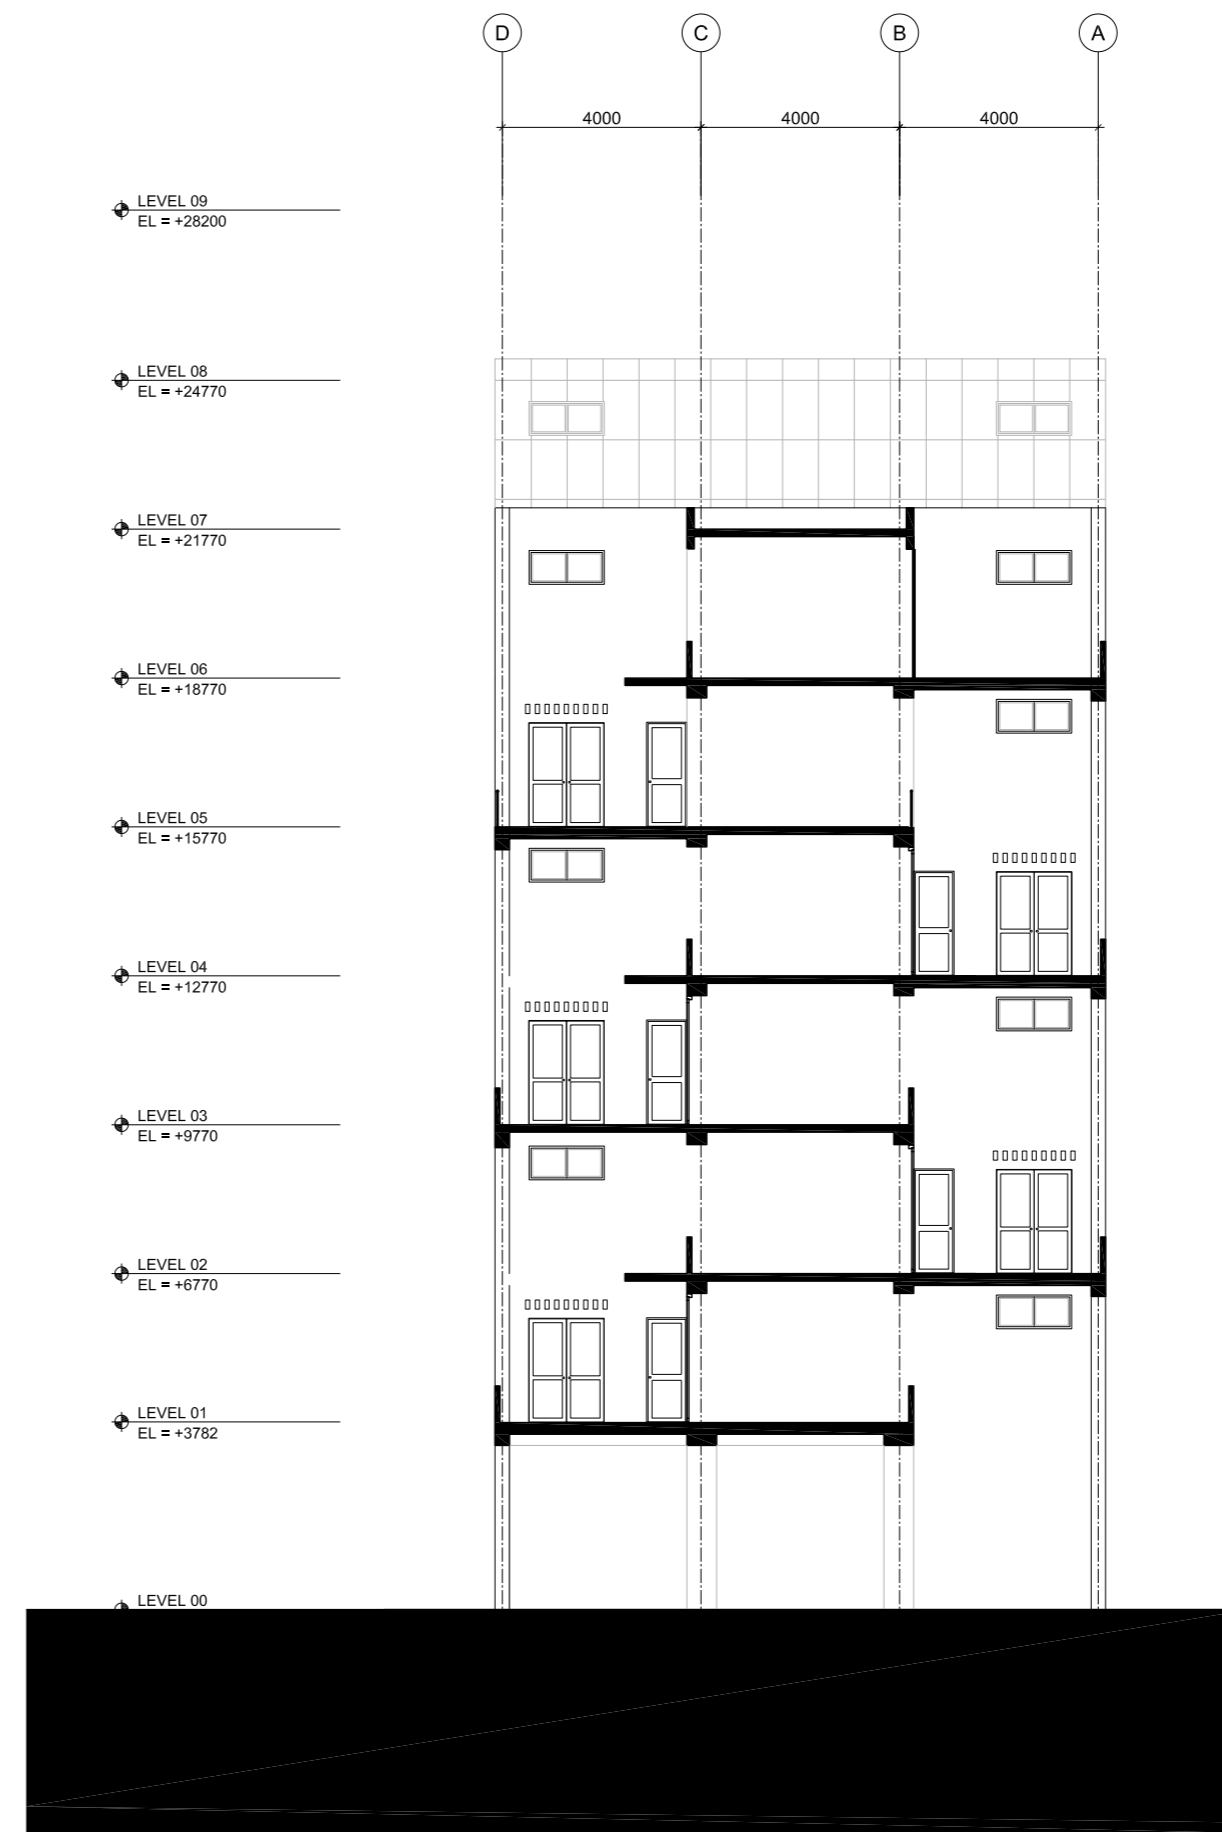 D C B A
4000 4000 4000
LEVEL 09
EL = +28200
LEVEL 08
EL = +24770
LEVEL 07
EL = +21770
LEVEL 06
EL = +18770
LEVEL 05
EL = +15770
LEVEL 04
EL = +12770
LEVEL 03
EL = +9770
LEVEL 02
EL = +6770
LEVEL 01
EL = +3782
LEVEL 00